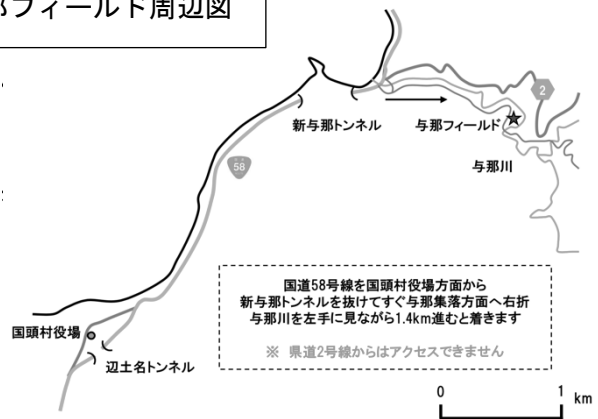 フィールド周辺図
2
新与那トンネル
与那フィールド
与那川
58
国道58号線を国頭村役場方面から
新与那トンネルを抜けてすぐ与那集落方面へ右折
与那川を左手に見ながら1.4km進むと着きます
※ 県道2号線からはアクセスできません
国頭村役場
辺土名トンネル
0 1 km